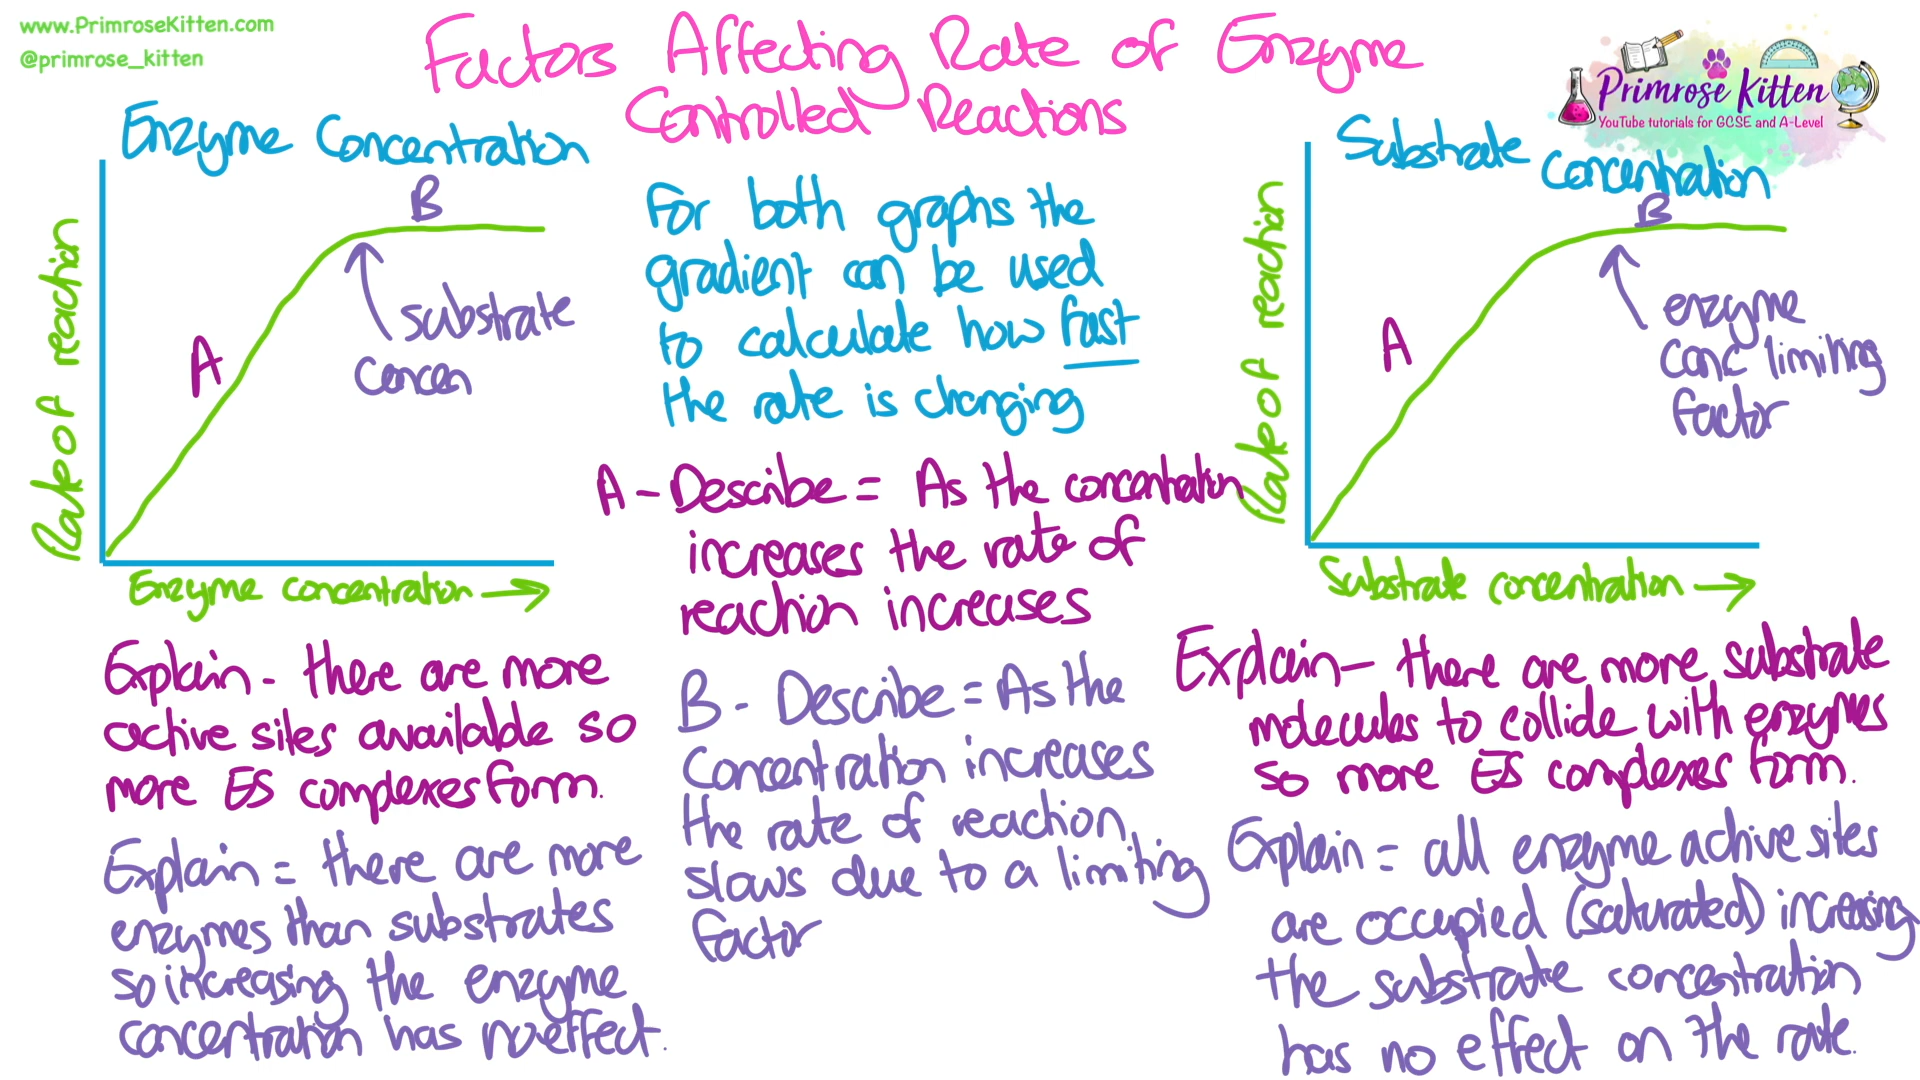 www.PrimroseKitten.com
@primrose_kitten
Factors Affecting Rate of Enzyme
Controlled Reactions
Primrose Kitten
YouTube tutorials for GCSE and A-Level
Enzyme Concentration
B
A
substrate
concen
Rate of reaction
Enzyme concentration
For both graphs the
gradient can be used
to calculate how fast
the rate is changing
Substrate
concentration
B
A
enzyme
conc limiting
factor
Rate of reaction
Substrate concentration
A - Describe = As the concentration
increases the rate of
reaction increases
B - Describe = As the
Concentration increases
the rate of reaction
slows due to a limiting
factor
Explain - there are more
active sites available so
more ES complexes form.
Explain = there are more
enzymes than substrates
so increasing the enzyme
concentration has no effect.
Explain - there are more substrate
molecules to collide with enzymes
so more ES complexes form.
Explain = all enzyme active sites
are occupied (saturated) increasing
the substrate concentration
has no effect on the rate.